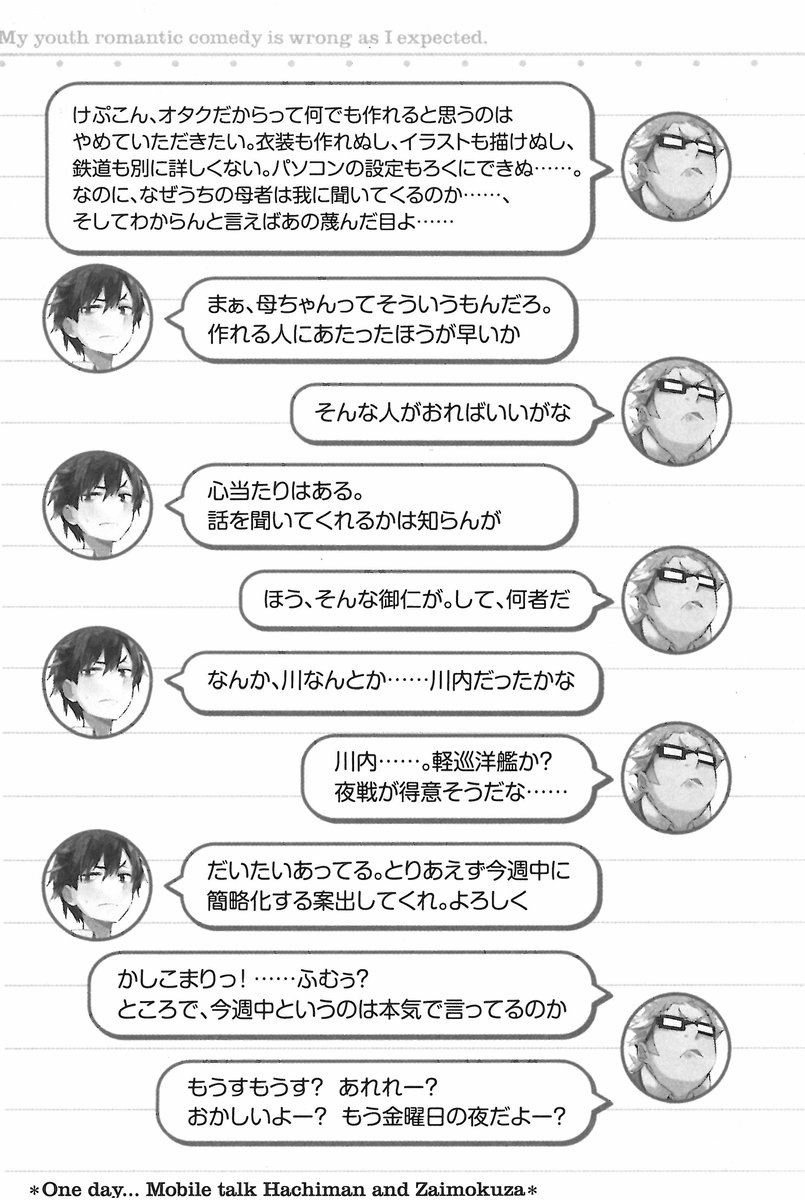 My youth romantic comedy is wrong as I expected.
けぷこん、オタクだからって何でも作れると思うのは
やめていただきたい。衣装も作れぬし、イラストも描けぬし、
鉄道も別に詳しくない。パソコンの設定もろくにできぬ……。
なのに、なぜうちの母者は我に聞いてくるのか……、
そしてわからんと言えばあの蔑んだ目よ……
まぁ、母ちゃんってそういうもんだろ。
作れる人にあたったほうが早いか
そんな人がおればいいがな
心当たりはある。
話を聞いてくれるかは知らんが
ほう、そんな御仁が。して、何者だ
なんか、川なんとか……川内だったかな
川内……。軽巡洋艦か?
夜戦が得意そうだな……
だいたいあってる。とりあえず今週中に
簡略化する案出してくれ。よろしく
かしこまりっ! ……ふむぅ?
ところで、今週中というのは本気で言ってるのか
もうすもうす? あれれー?
おかしいよー? もう金曜日の夜だよー?
*One day... Mobile talk Hachiman and Zaimokuza*